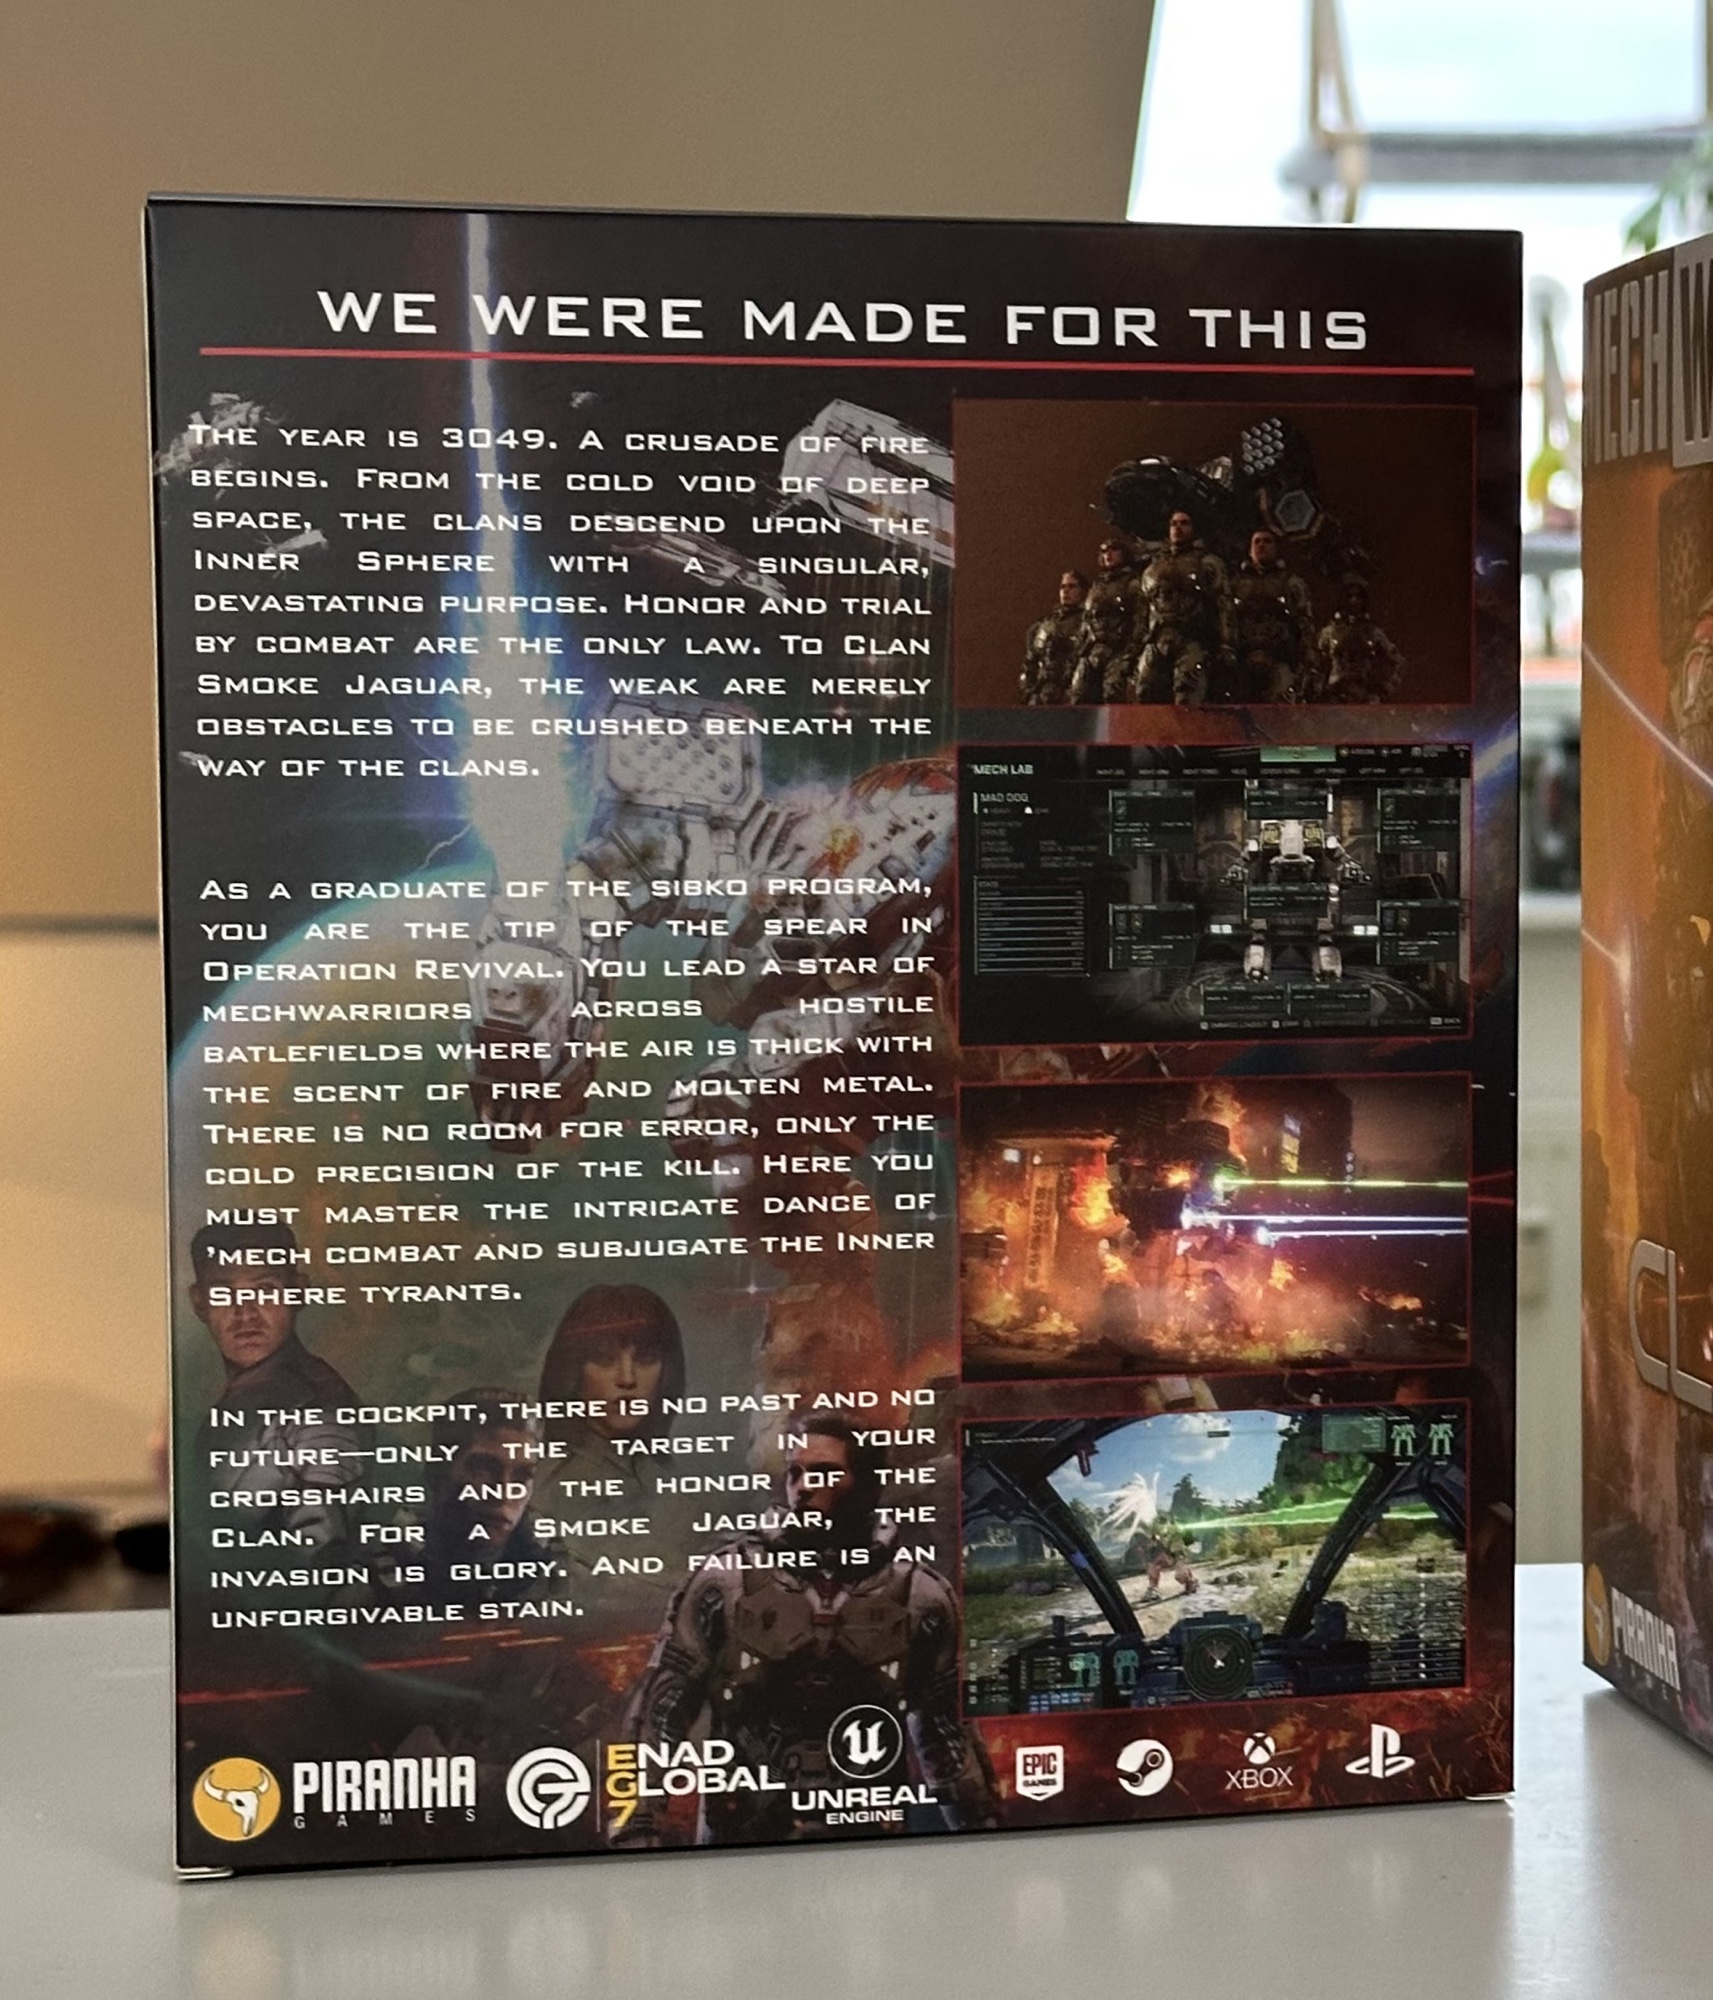 WE WERE MADE FOR THIS
THE YEAR IS 3049. A CRUSADE OF FIRE
BEGINS. FROM THE COLD VOID OF DEEP
SPACE, THE CLANS DESCEND UPON THE
INNER SPHERE WITH A SINGULAR,
DEVASTATING PURPOSE. HONOR AND TRIAL
BY COMBAT ARE THE ONLY LAW. TO CLAN
SMOKE JAGUAR, THE WEAK ARE MERELY
OBSTACLES TO BE CRUSHED BENEATH THE
WAY OF THE CLANS.
AS A GRADUATE OF THE SIBKO PROGRAM,
YOU ARE THE TIP OF THE SPEAR IN
OPERATION REVIVAL. YOU LEAD A STAR OF
MECHWARRIORS ACROSS HOSTILE
BATLEFIELDS WHERE THE AIR IS THICK WITH
THE SCENT OF FIRE AND MOLTEN METAL.
THERE IS NO ROOM FOR ERROR, ONLY THE
COLD PRECISION OF THE KILL. HERE YOU
MUST MASTER THE INTRICATE DANCE OF
'MECH COMBAT AND SUBJUGATE THE INNER
SPHERE TYRANTS.
IN THE COCKPIT, THERE IS NO PAST AND NO
FUTURE—ONLY THE TARGET IN YOUR
CROSSHAIRS AND THE HONOR OF THE
CLAN. FOR A SMOKE JAGUAR, THE
INVASION IS GLORY. AND FAILURE IS AN
UNFORGIVABLE STAIN.
MECH LAB
MAD DOG
PIRANHA
GAMES
ENAD
GLOBAL
7
UNREAL
ENGINE
EPIC
GAMES
XBOX
MECHW
CL
PIRANHA